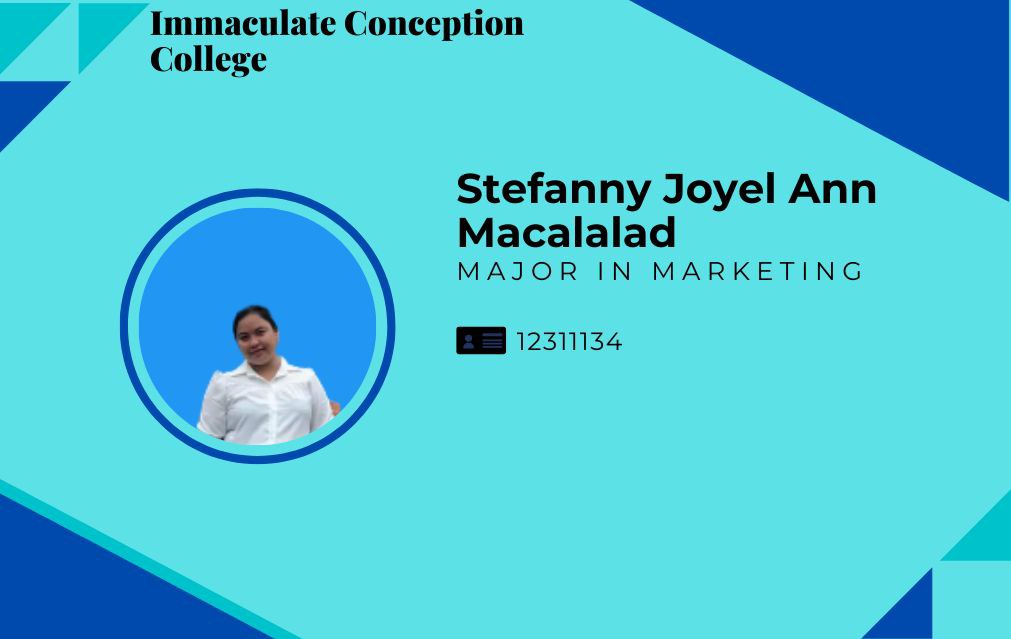 Immaculate Conception
College
Stefanny Joyel Ann
Macalalad
MAJOR IN MARKETING
12311134